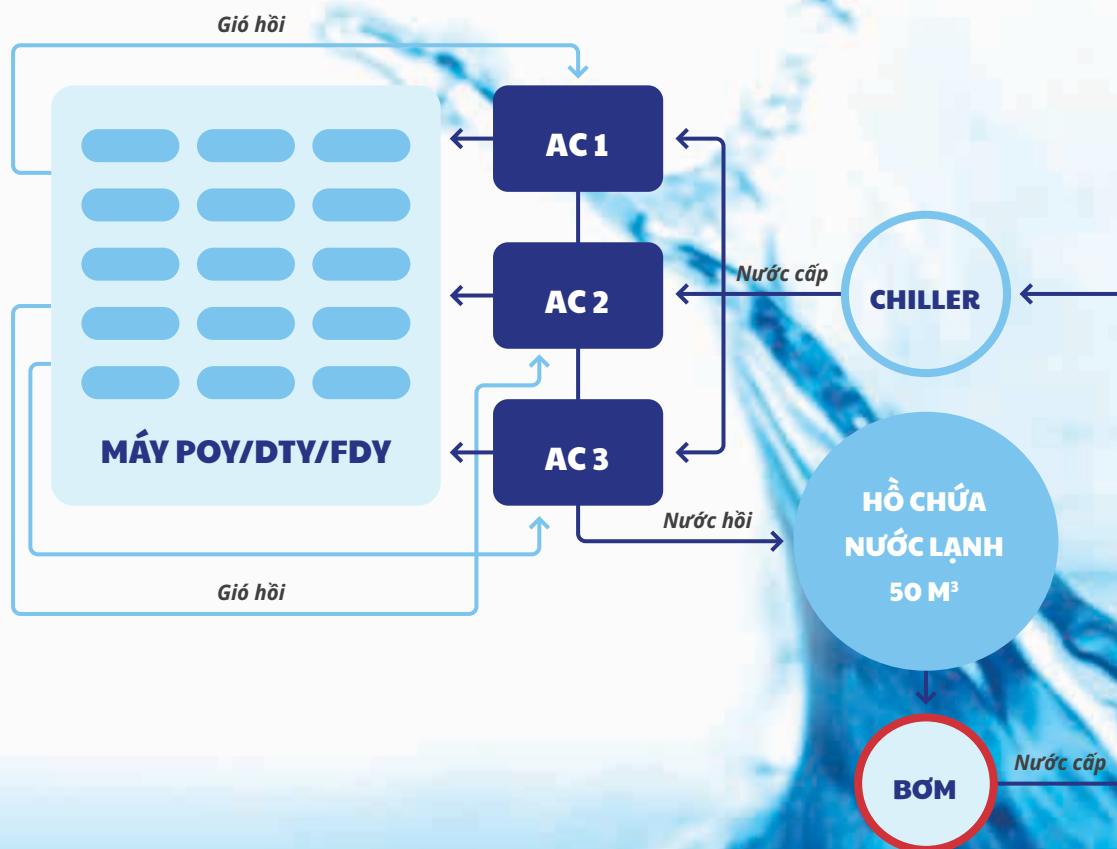 Gió hồi
AC 1
AC 2
Nước cấp
CHILLER
AC 3
MÁY POY/DTY/FDY
Nước hồi
HỒ CHỨA
NƯỚC LẠNH
50 M³
Gió hồi
BƠM
Nước cấp